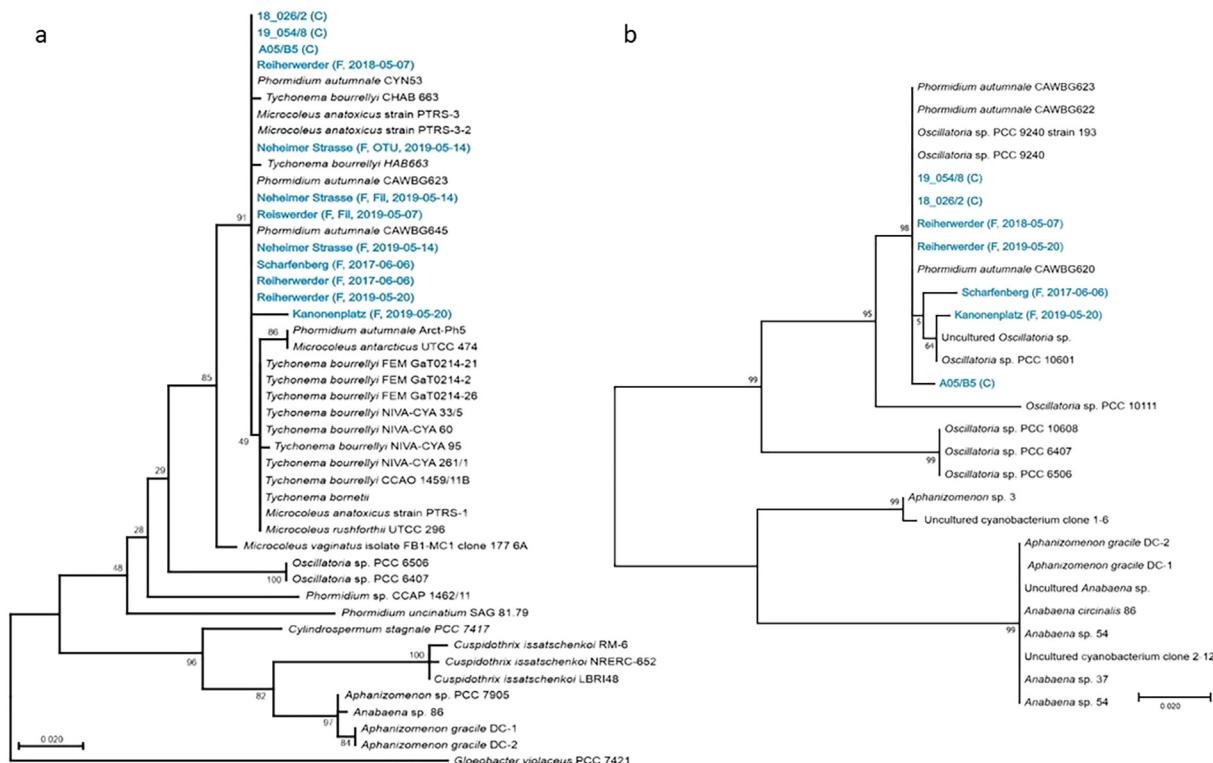 a
18_026/2 (C)
19_054/8 (C)
A05/B5 (C)
Reiherwerder (F, 2018-05-07)
Phormidium autumnale CYN53
Tychonema bourrellyi CHAB 663
Microcoleus anatoxicus strain PTRS-3
Microcoleus anatoxicus strain PTRS-3-2
Neheimer Strasse (F, OTU, 2019-05-14)
Tychonema bourrellyi HAB663
Phormidium autumnale CAWBG623
Neheimer Strasse (F, Fil, 2019-05-14)
Reiswerder (F, Fil, 2019-05-07)
Phormidium autumnale CAWBG645
Neheimer Strasse (F, 2019-05-14)
Scharfenberg (F, 2017-06-06)
Reiherwerder (F, 2017-06-06)
Reiherwerder (F, 2019-05-20)
Kanonenplatz (F, 2019-05-20)
Phormidium autumnale Arct-Ph5
Microcoleus antarcticus UTCC 474
Tychonema bourrellyi FEM GaT0214-21
Tychonema bourrellyi FEM GaT0214-2
Tychonema bourrellyi FEM GaT0214-26
Tychonema bourrellyi NIVA-CYA 33/5
Tychonema bourrellyi NIVA-CYA 60
Tychonema bourrellyi NIVA-CYA 95
Tychonema bourrellyi NIVA-CYA 261/1
Tychonema bourrellyi CCAO 1459/11B
Tychonema bornetii
Microcoleus anatoxicus strain PTRS-1
Microcoleus rushforthii UTCC 296
Microcoleus vaginatus isolate FB1-MC1 clone 177 6A
Oscillatoria sp. PCC 6506
Oscillatoria sp. PCC 6407
Phormidium sp. CCAP 1462/11
Phormidium uncinatium SAG 81.79
Cylindrospermum stagnale PCC 7417
Cuspidothrix issatschenkoi RM-6
Cuspidothrix issatschenkoi NRERC-652
Cuspidothrix issatschenkoi LBRI48
Aphanizomenon sp. PCC 7905
Anabaena sp. 86
Aphanizomenon gracile DC-1
Aphanizomenon gracile DC-2
Gloeobacter violaceus PCC 7421
91
86
85
49
29
28
48
100
96
100
82
97
84
0 020
b
Phormidium autumnale CAWBG623
Phormidium autumnale CAWBG622
Oscillatoria sp. PCC 9240 strain 193
Oscillatoria sp. PCC 9240
19_054/8 (C)
18_026/2 (C)
Reiherwerder (F, 2018-05-07)
Reiherwerder (F, 2019-05-20)
Phormidium autumnale CAWBG620
Scharfenberg (F, 2017-06-06)
Kanonenplatz (F, 2019-05-20)
Uncultured Oscillatoria sp.
Oscillatoria sp. PCC 10601
A05/B5 (C)
Oscillatoria sp. PCC 10111
Oscillatoria sp. PCC 10608
Oscillatoria sp. PCC 6407
Oscillatoria sp. PCC 6506
Aphanizomenon sp. 3
Uncultured cyanobacterium clone 1-6
Aphanizomenon gracile DC-2
Aphanizomenon gracile DC-1
Uncultured Anabaena sp.
Anabaena circinalis 86
Anabaena sp. 54
Uncultured cyanobacterium clone 2-12
Anabaena sp. 37
Anabaena sp. 54
98
5
64
95
99
99
99
99
0.020